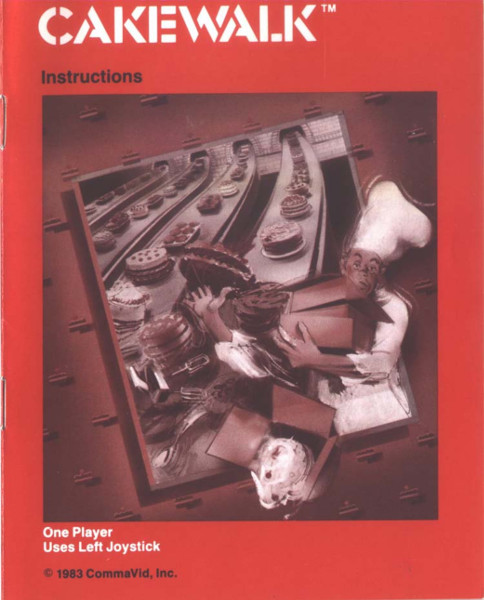 CAKEWALK™
Instructions
One Player
Uses Left Joystick
© 1983 CommaVid, Inc.